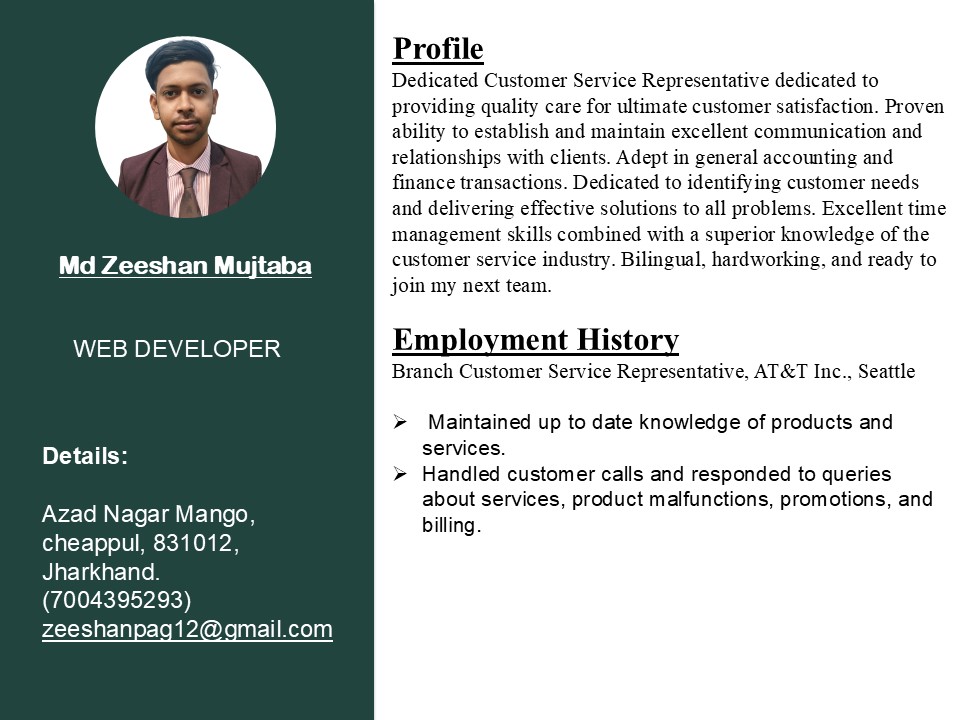 Md Zeeshan Mujtaba
WEB DEVELOPER
Details:
Azad Nagar Mango,
cheappul, 831012,
Jharkhand.
(7004395293)
zeeshanpag12@gmail.com
Profile
Dedicated Customer Service Representative dedicated to
providing quality care for ultimate customer satisfaction. Proven
ability to establish and maintain excellent communication and
relationships with clients. Adept in general accounting and
finance transactions. Dedicated to identifying customer needs
and delivering effective solutions to all problems. Excellent time
management skills combined with a superior knowledge of the
customer service industry. Bilingual, hardworking, and ready to
join my next team.
Employment History
Branch Customer Service Representative, AT&T Inc., Seattle
➢ Maintained up to date knowledge of products and
services.
➢ Handled customer calls and responded to queries
about services, product malfunctions, promotions, and
billing.